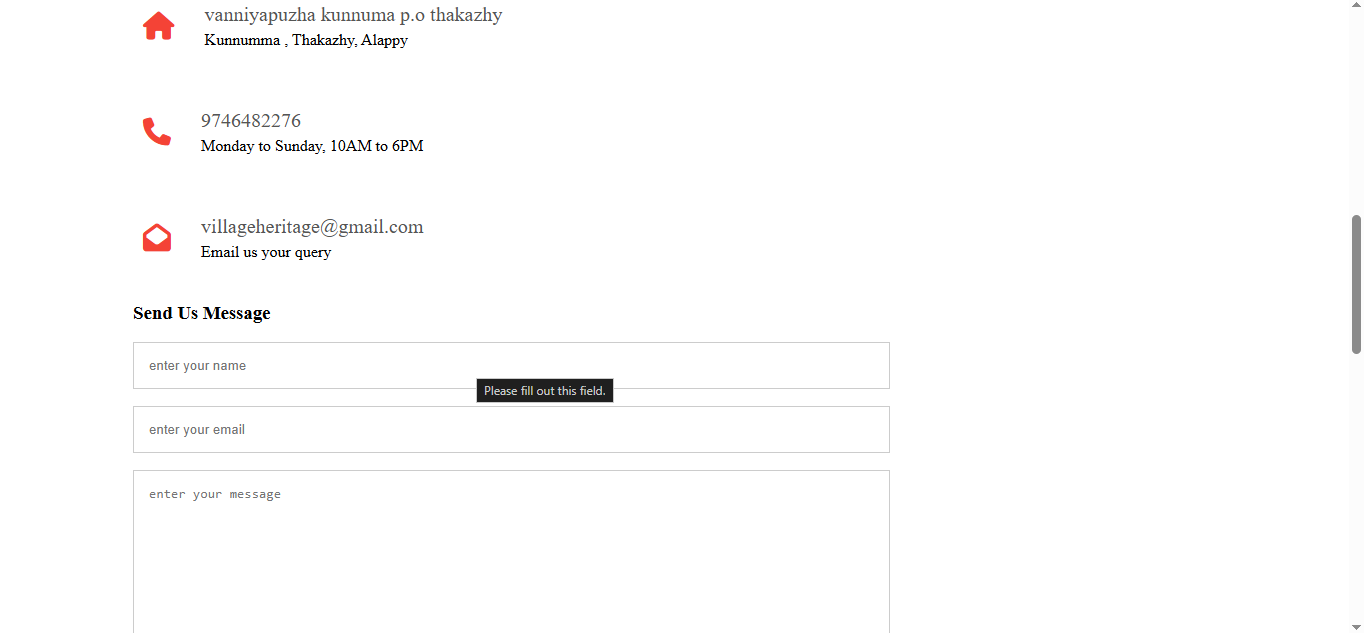 vanniyapuzha kunnuma p.o thakazhy
Kunnumma , Thakazhy, Alappy
9746482276
Monday to Sunday, 10AM to 6PM
villageheritage@gmail.com
Email us your query
Send Us Message
enter your name
Please fill out this field.
enter your email
enter your message